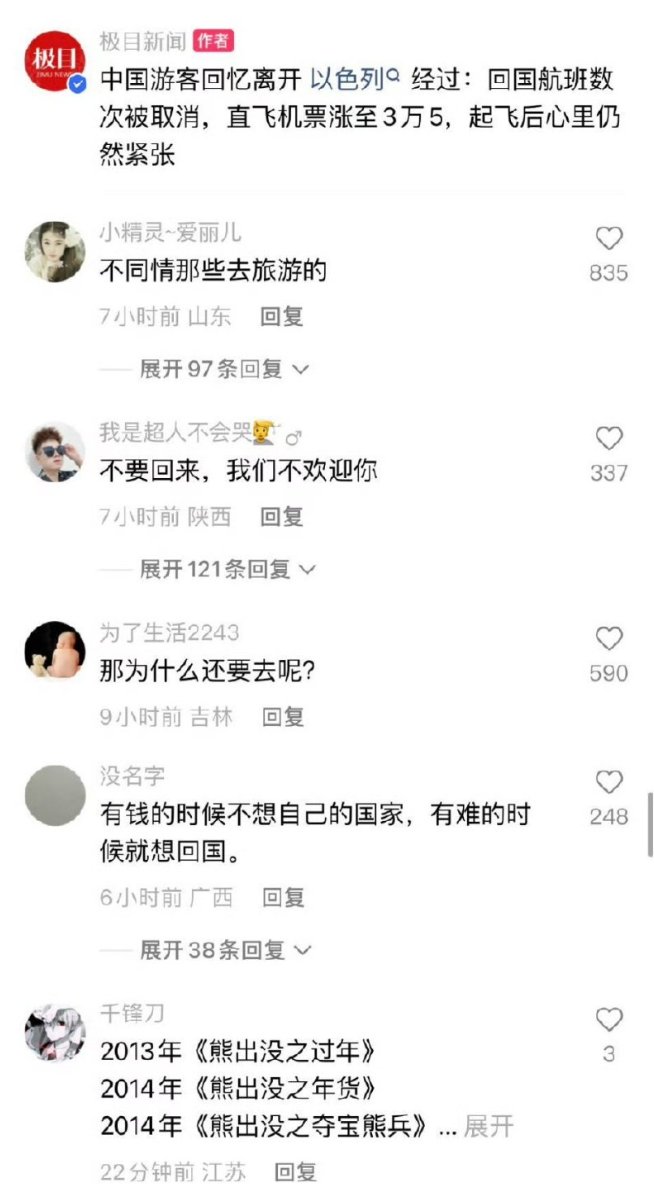 极目
ZIMU NEWS
极目新闻 作者
中国游客回忆离开 以色列 经过：回国航班数
次被取消，直飞机票涨至3万5，起飞后心里仍
然紧张
小精灵~爱丽儿
不同情那些去旅游的
835
7小时前 山东 回复
展开97条回复
我是超人不会哭
不要回来，我们不欢迎你
337
7小时前 陕西 回复
展开121条回复
为了生活2243
那为什么还要去呢？
590
9小时前 吉林 回复
没名字
有钱的时候不想自己的国家，有难的时
候就想回国。
248
6小时前 广西 回复
展开38条回复
千锋刀
2013年《熊出没之过年》
2014年《熊出没之年货》
2014年《熊出没之夺宝熊兵》... 展开
3
22分钟前 江苏 回复